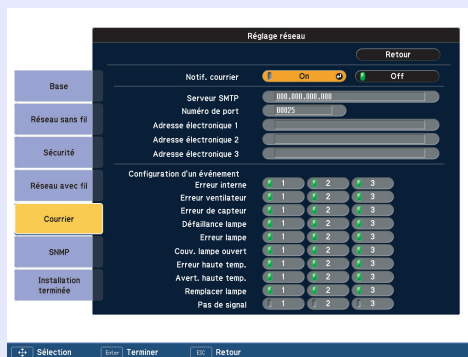 Réglage réseau
Retour
Base
Réseau sans fil
Sécurité
Réseau avec fil
Courrier
SNMP
Installation
terminée
Notif. courrier On Off
Serveur SMTP 000.000.000.000
Numéro de port 00025
Adresse électronique 1
Adresse électronique 2
Adresse électronique 3
Configuration d'un événement
Erreur interne 1 2 3
Erreur ventilateur 1 2 3
Erreur de capteur 1 2 3
Défaillance lampe 1 2 3
Erreur lampe 1 2 3
Couv. lampe ouvert 1 2 3
Erreur haute temp. 1 2 3
Avert. haute temp. 1 2 3
Remplacer lampe 1 2 3
Pas de signal 1 2 3
Sélection Enter Terminer ESC Retour